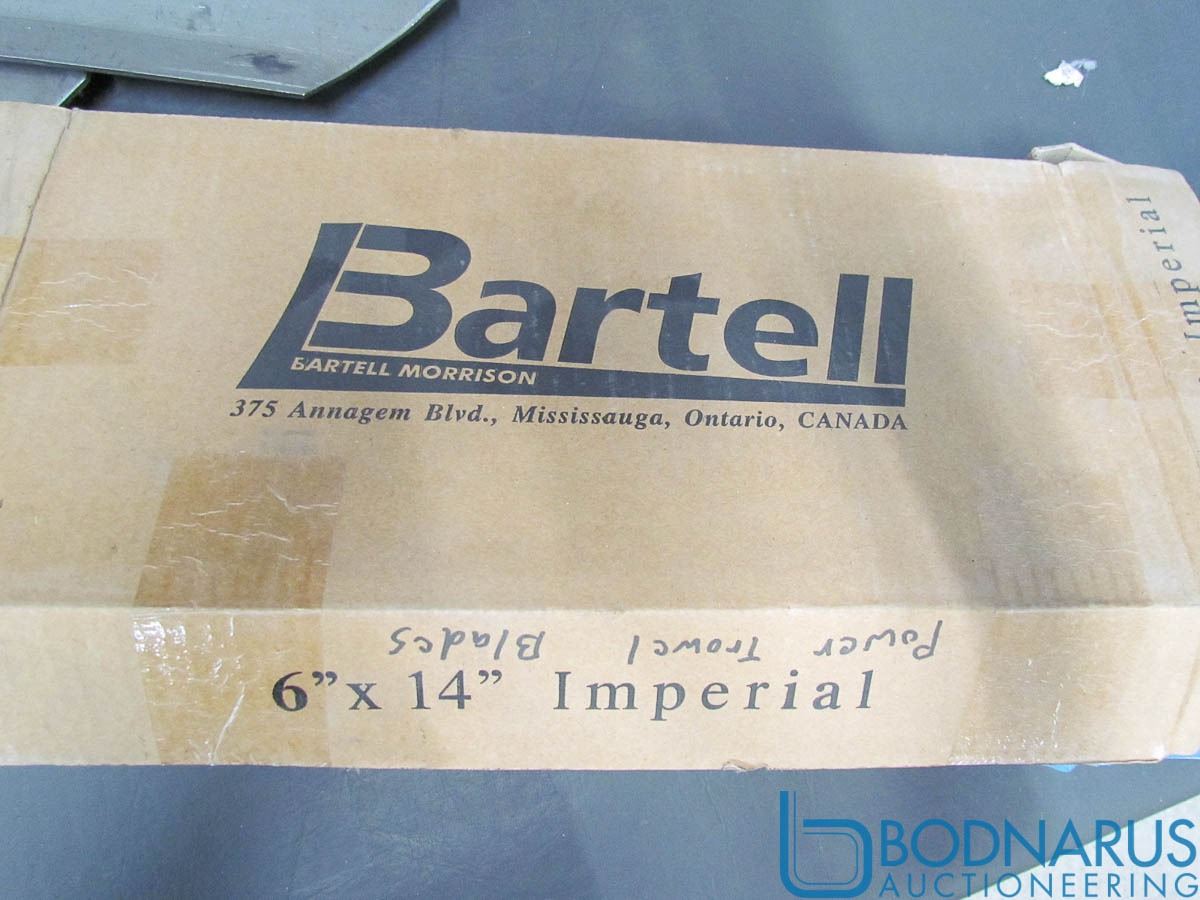 Bartell
BARTELL MORRISON
375 Annagem Blvd., Mississauga, Ontario, CANADA
Imperial
Power Trowel Blades
6”x 14” Imperial
BODNARUS
AUCTIONEERING